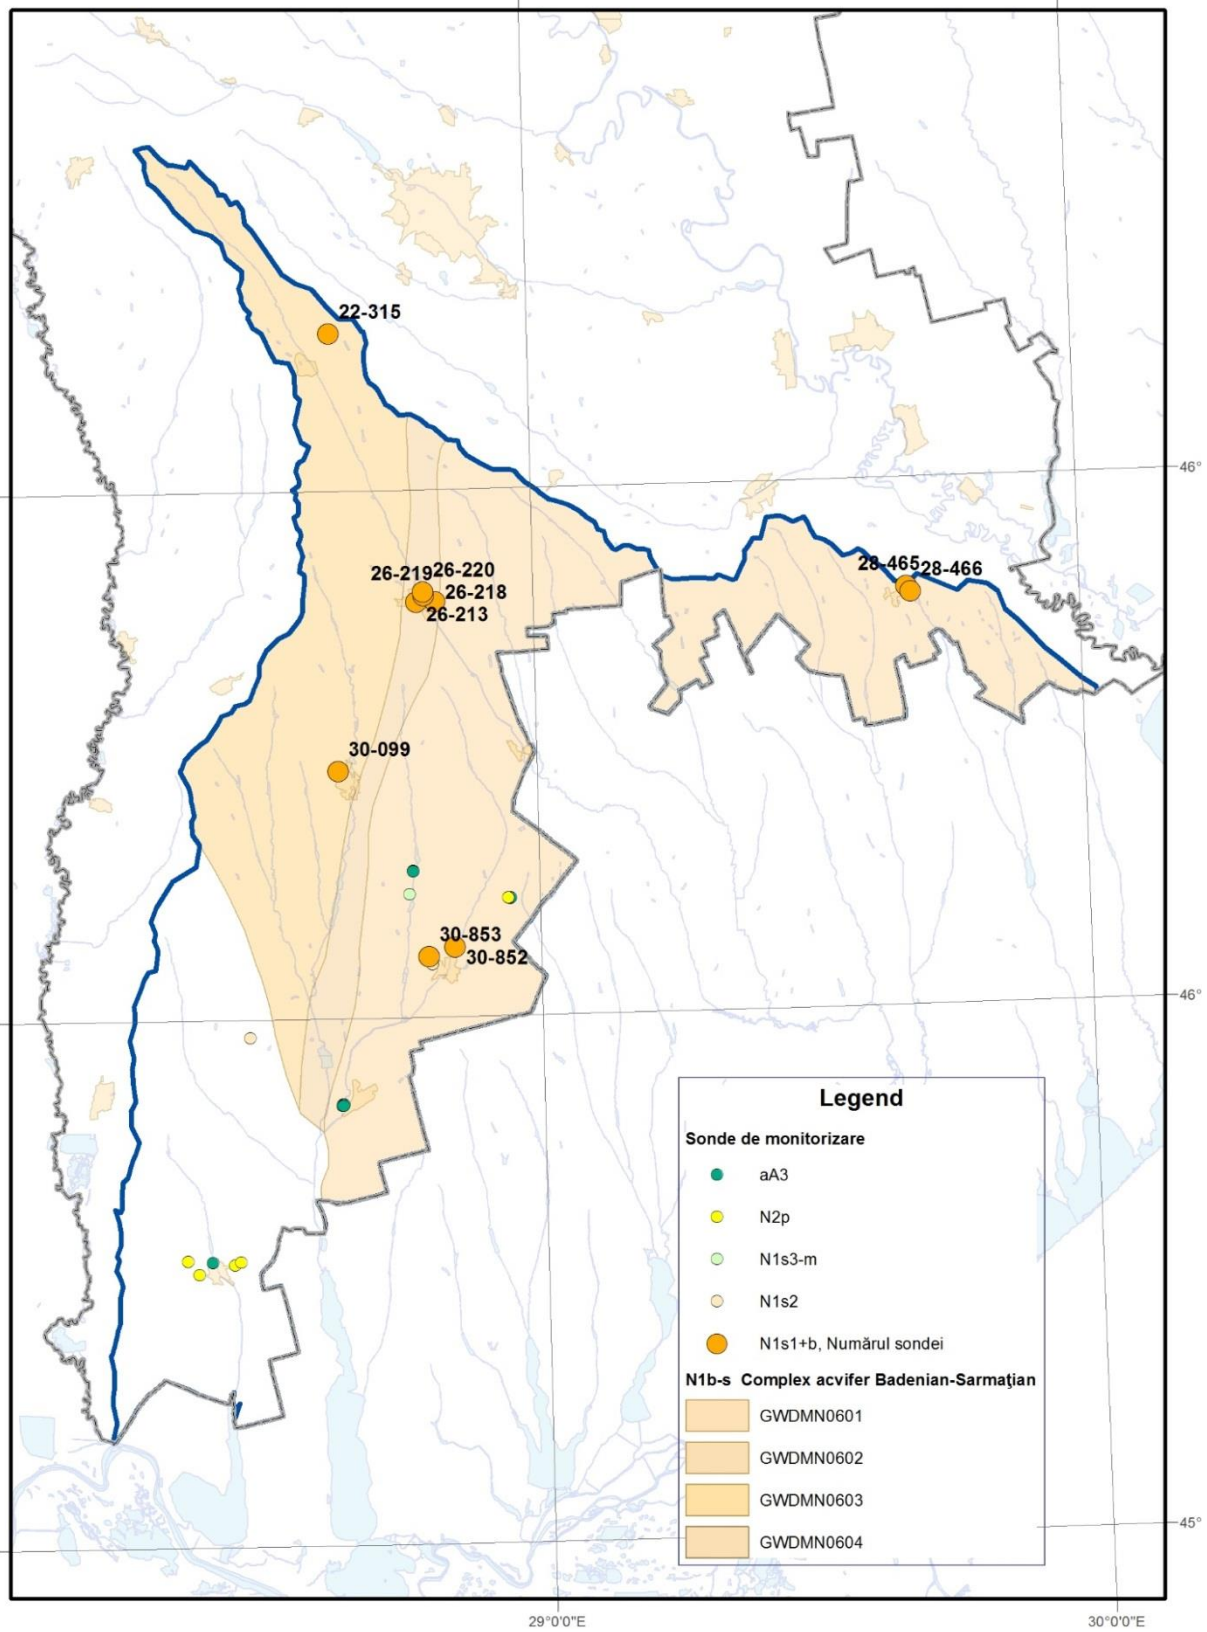 22-315
46°
26-219
26-220
26-218
26-213
28-465
28-466
30-099
30-853
30-852
46°
Legend
Sonde de monitorizare
aA3
N2p
N1s3-m
N1s2
N1s1+b, Numărul sondei
N1b-s Complex acvifer Badenian-Sarmaţian
GWDMN0601
GWDMN0602
GWDMN0603
GWDMN0604
45°
29°0'0"E
30°0'0"E